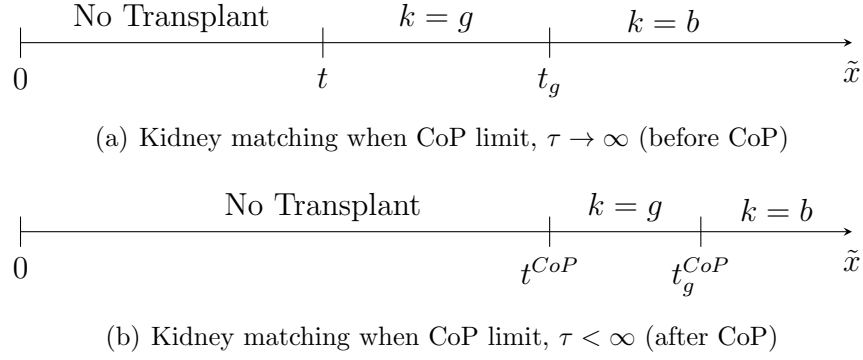 No Transplant k = g k = b
0 t t_g x̃
(a) Kidney matching when CoP limit, τ → ∞ (before CoP)
No Transplant k = g k = b
0 t^{CoP} t_g^{CoP} x̃
(b) Kidney matching when CoP limit, τ < ∞ (after CoP)